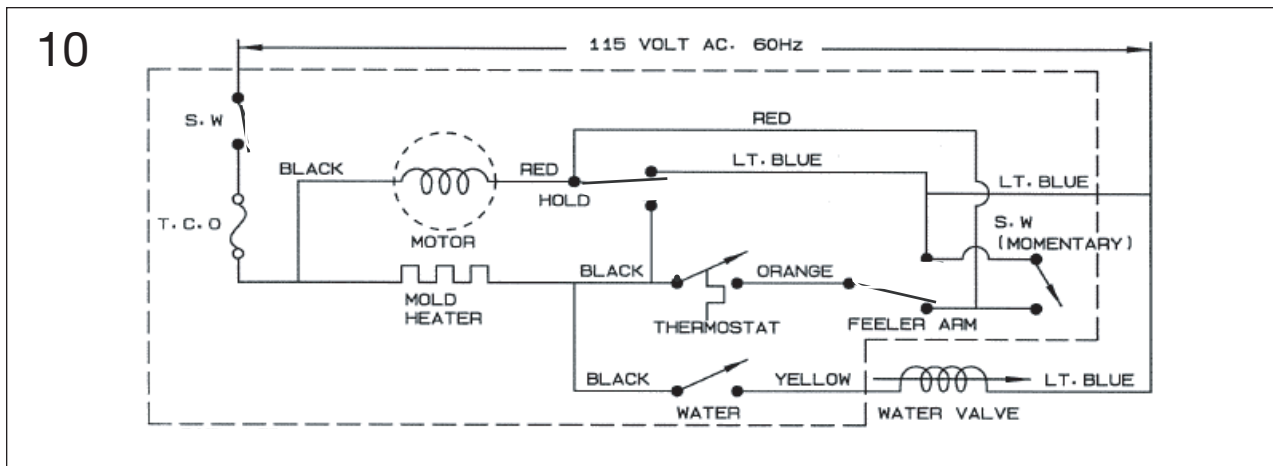 10
115 VOLT AC. 60Hz
S.W
RED
BLACK
RED
LT. BLUE
HOLD
LT. BLUE
T.C.O
MOTOR
S.W
(MOMENTARY)
BLACK
ORANGE
MOLD
HEATER
THERMOSTAT
FEELER ARM
BLACK
YELLOW
LT. BLUE
WATER
WATER VALVE